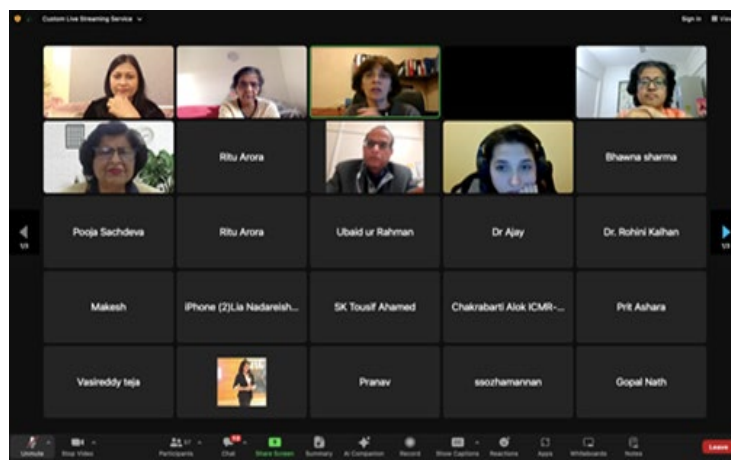 Custom Live Streaming Service
Sign in
View
Ritu Arora
Bhawna sharma
Pooja Sachdeva
Ritu Arora
Ubaid ur Rahman
Dr Ajay
Dr. Rohini Kalhan
Makesh
iPhone (2)Lia Nadareish...
SK Tousif Ahamed
Chakrabarti Alok ICMR-...
Prit Ashara
Vasireddy teja
Pranav
ssozhamannan
Gopal Nath
Unmute
Stop Video
Participants
Chat
Share Screen
Summary
AI Companion
Record
Show Captions
Reactions
Apps
Whiteboards
Notes
Leave